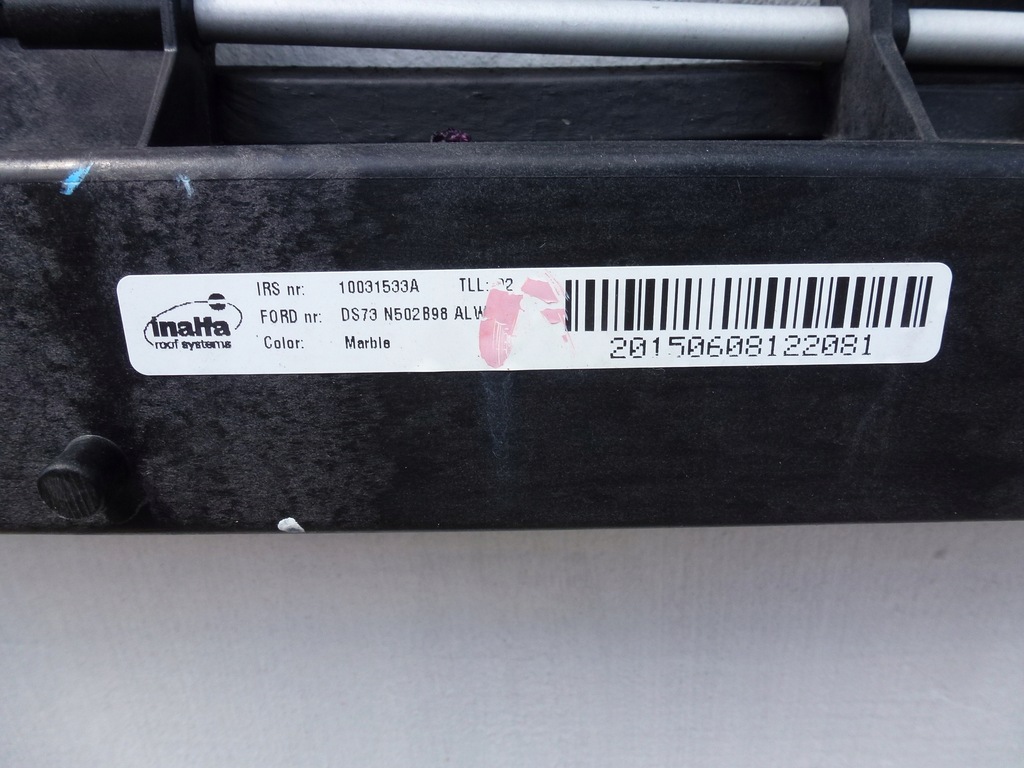 inalfa
roof systems
IRS nr: 10031533A TLL:
FORD nr: DS73 N502B98
Color: Marble
20150608122081